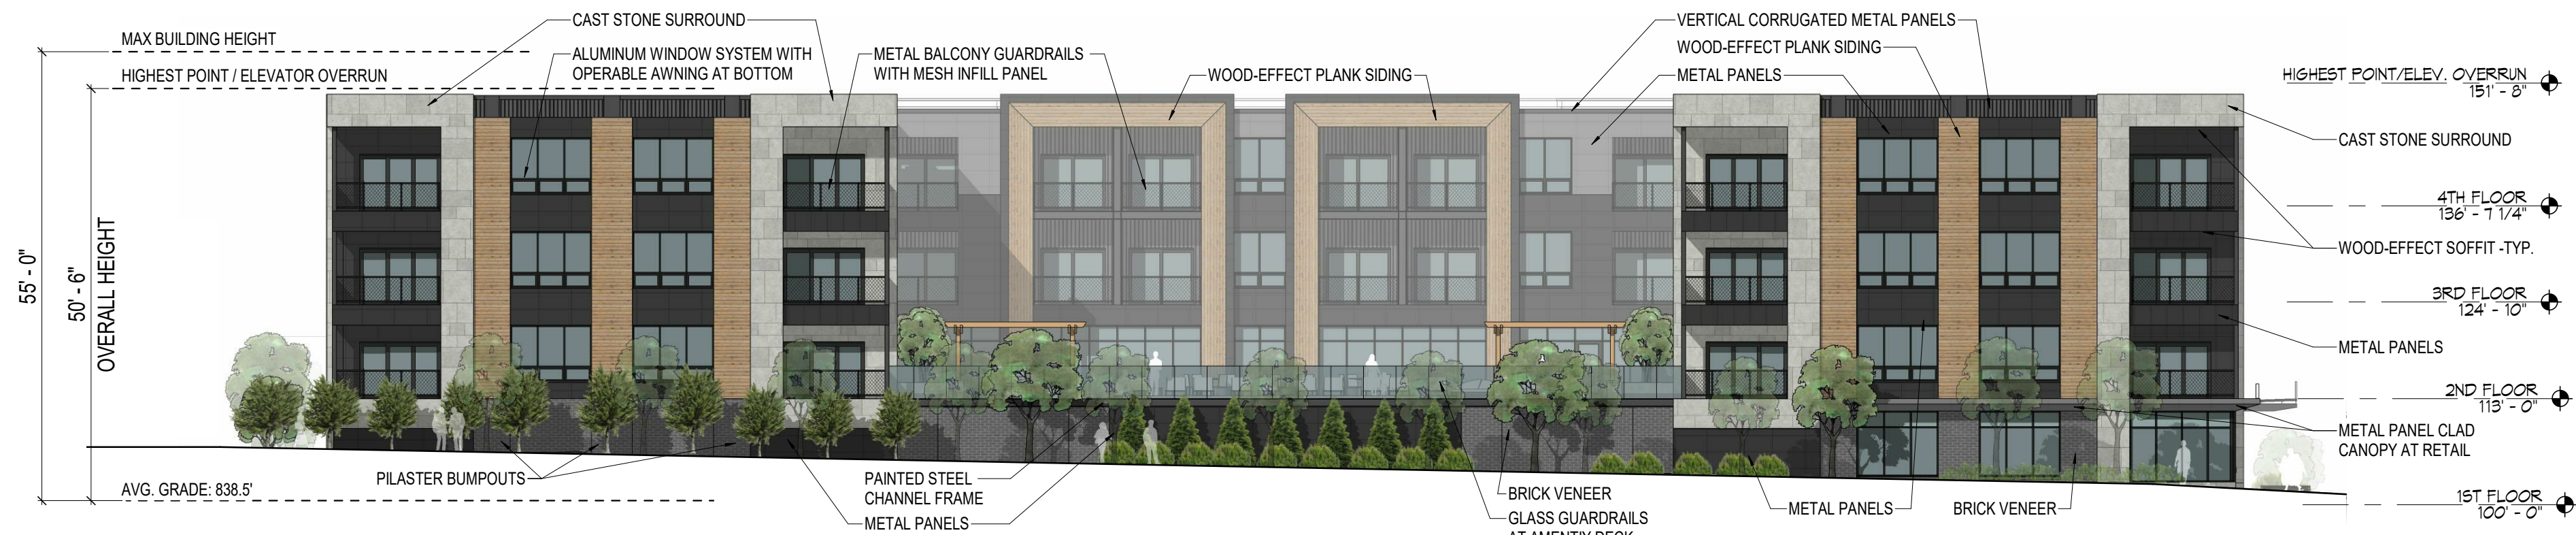 CAST STONE SURROUND
VERTICAL CORRUGATED METAL PANELS
MAX BUILDING HEIGHT
ALUMINUM WINDOW SYSTEM WITH
OPERABLE AWNING AT BOTTOM
METAL BALCONY GUARDRAILS
WITH MESH INFILL PANEL
WOOD-EFFECT PLANK SIDING
WOOD-EFFECT PLANK SIDING
METAL PANELS
HIGHEST POINT / ELEVATOR OVERRUN
HIGHEST POINT/ELEV. OVERRUN
151' - 8"
CAST STONE SURROUND
4TH FLOOR
136' - 7 1/4"
WOOD-EFFECT SOFFIT -TYP.
55' - 0"
50' - 6"
OVERALL HEIGHT
3RD FLOOR
124' - 10"
METAL PANELS
2ND FLOOR
113' - 0"
METAL PANEL CLAD
CANOPY AT RETAIL
PILASTER BUMPOUTS
PAINTED STEEL
CHANNEL FRAME
METAL PANELS
BRICK VENEER
GLASS GUARDRAILS
AT AMENTIY DECK
METAL PANELS
BRICK VENEER
AVG. GRADE: 838.5'
1ST FLOOR
100' - 0"